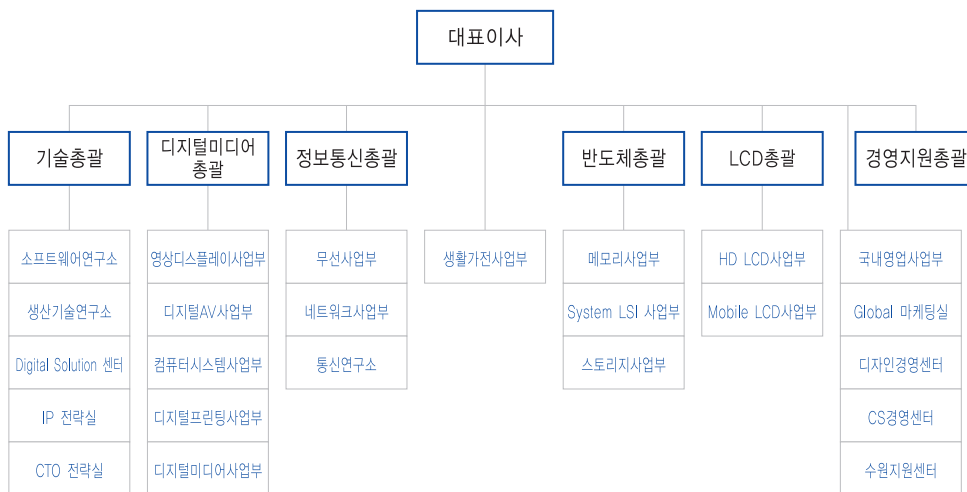 대표이사
기술총괄
디지털미디어
총괄
정보통신총괄
반도체총괄
LCD총괄
경영지원총괄
소프트웨어연구소
영상디스플레이사업부
무선사업부
생활가전사업부
메모리사업부
HD LCD사업부
국내영업사업부
생산기술연구소
디지털AV사업부
네트워크사업부
System LSI 사업부
Mobile LCD사업부
Global 마케팅실
Digital Solution 센터
컴퓨터시스템사업부
통신연구소
스토리지사업부
디자인경영센터
IP 전략실
디지털프린팅사업부
CS경영센터
CTO 전략실
디지털미디어사업부
수원지원센터